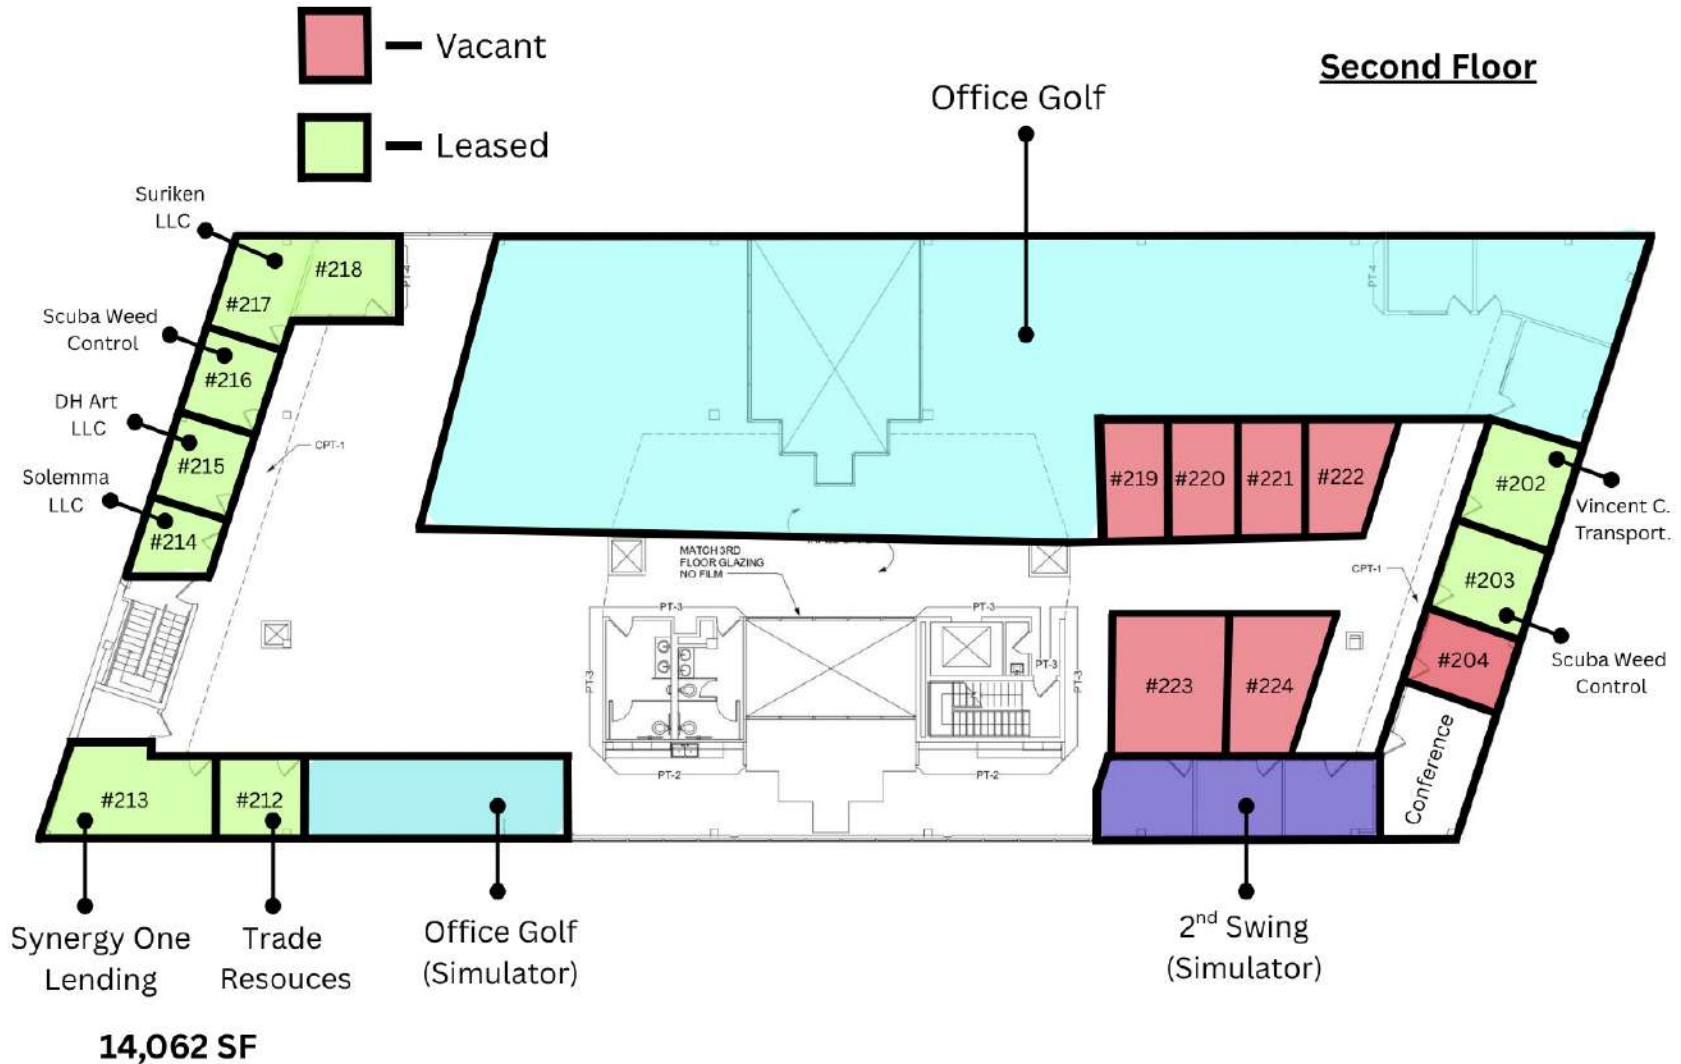 Vacant
Second Floor
Office Golf
Leased
Suriken
LLC
#218
PT-4
PT-4
#217
Scuba Weed
Control
#216
DH Art
LLC
CPT-1
#215
#219 #220 #221 #222
#202
Solemma
LLC
Vincent C.
Transport.
#214
MATCH 3RD
FLOOR GLAZING
NO FILM
CPT-1
#203
PT-3
PT-3
Scuba Weed
Control
#204
PT-3
PT-3
PT-3
#223 #224
Conference
PT-2
PT-2
#213 #212
Synergy One
Lending
Trade
Resouces
Office Golf
(Simulator)
2nd Swing
(Simulator)
14,062 SF